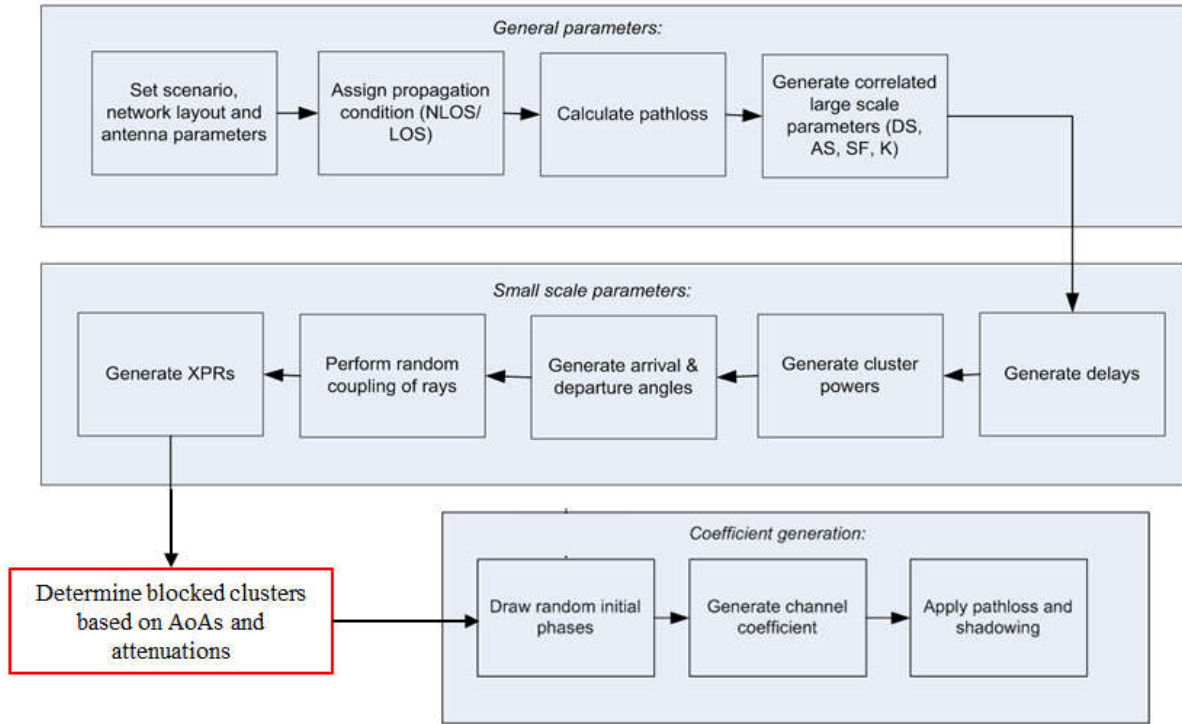 General parameters:
Set scenario,
network layout and
antenna parameters
Assign propagation
condition (NLOS/
LOS)
Calculate pathloss
Generate correlated
large scale
parameters (DS,
AS, SF, K)
Small scale parameters:
Generate XPRs
Perform random
coupling of rays
Generate arrival &
departure angles
Generate cluster
powers
Generate delays
Determine blocked clusters
based on AoAs and
attenuations
Coefficient generation:
Draw random initial
phases
Generate channel
coefficient
Apply pathloss and
shadowing